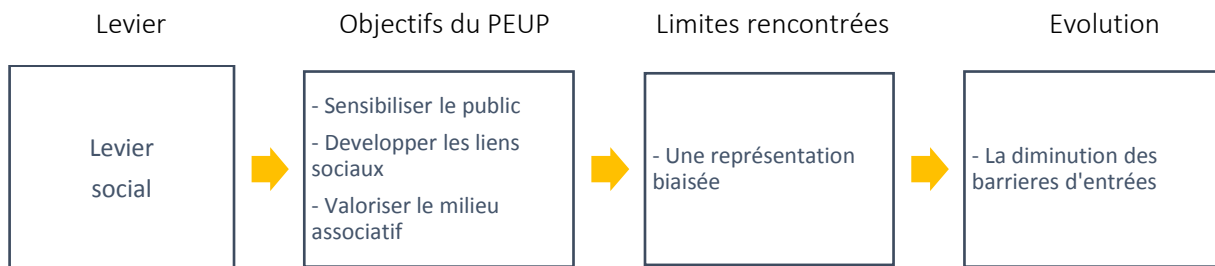 Levier
Objectifs du PEUP
Limites rencontrées
Evolution
Levier
social
- Sensibiliser le public
- Developper les liens
sociaux
- Valoriser le milieu
associatif
- Une représentation
biaisée
- La diminution des
barrieres d'entrées